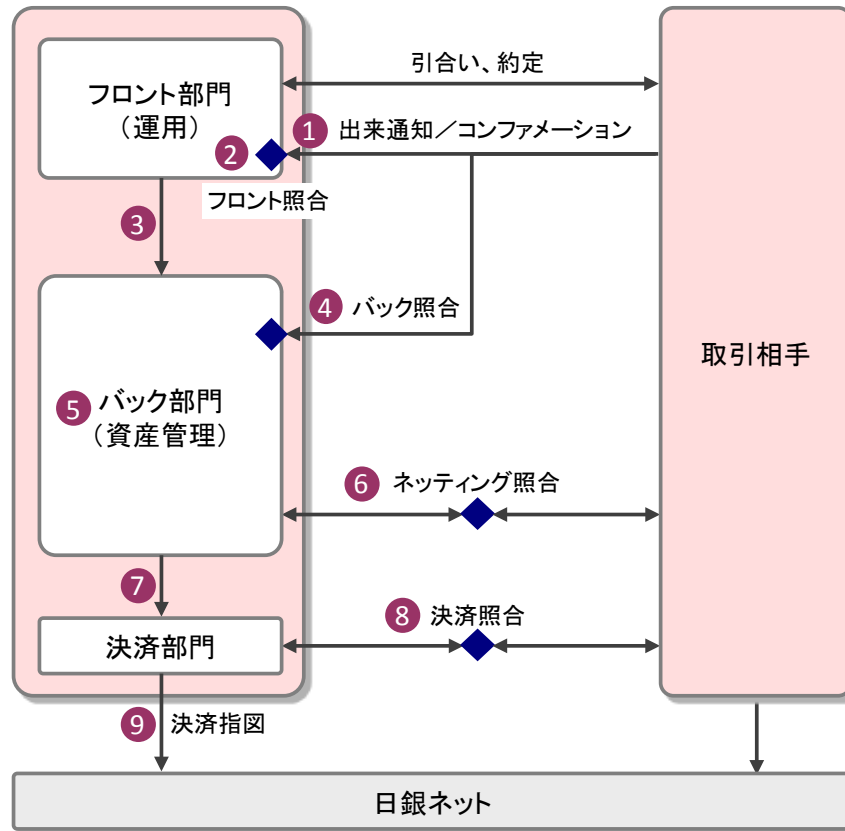 引合い、約定
フロント部門
（運用）
① 出来通知／コンファメーション
②
フロント照合
③
④ バック照合
取引相手
⑤ バック部門
（資産管理）
⑥ ネッティング照合
⑦
⑧ 決済照合
決済部門
⑨ 決済指図
日銀ネット